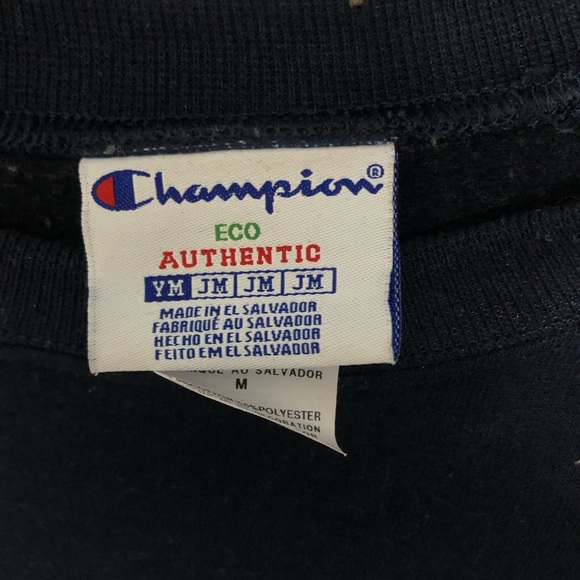 Champion®
ECO
AUTHENTIC
YM JM JM JM
MADE IN EL SALVADOR
FABRIQUÉ AU SALVADOR
HECHO EN EL SALVADOR
FEITO EM EL SALVADOR
AU SALVADOR
M
POLYESTER